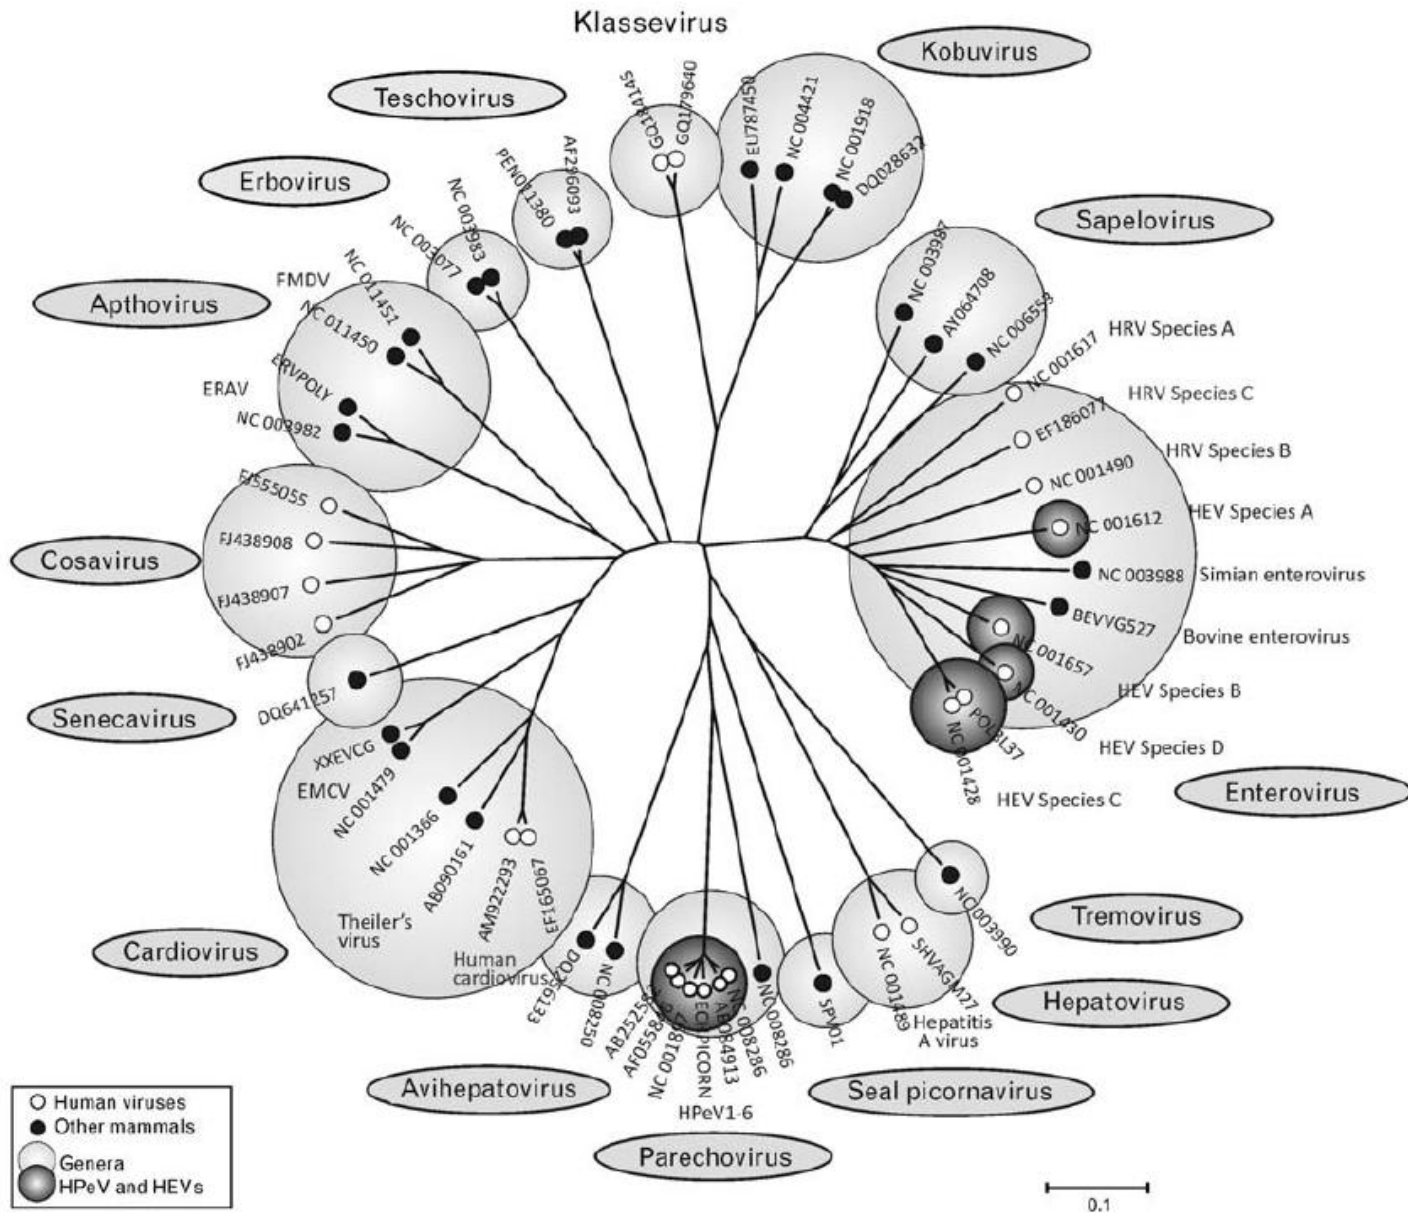 Klassevirus
Kobuvirus
Teschovirus
Erbovirus
Sapelovirus
Apthovirus
Cosavirus
Senecavirus
Enterovirus
Cardiovirus
Tremovirus
Hepatovirus
Avihepatovirus
Seal picornavirus
Parechovirus
GQ184145
GQ179640
EU787450
NC 004421
NC 001918
DQ028632
AF296093
PEN011380
NC 003983
NC 003077
FMDV
NC 011451
NC 011450
ERVPOLY
ERAV
NC 003982
FJ555055
FJ438908
FJ438907
FJ438902
DQ641257
XXEVCG
NC 001479
EMCV
NC 001366
AB090161
AM922293
EF165067
Theiler's
virus
Human
cardiovirus
NC 003987
AY064708
NC 001617
HRV Species A
EF186077
HRV Species C
NC 001490
HRV Species B
NC 001612
HEV Species A
NC 003988
Simian enterovirus
BEVVG527
Bovine enterovirus
NC 001657
HEV Species B
NC 001430
HEV Species D
NC 001428
HEV Species C
NC 003990
SHVAGM27
NC 001489
Hepatitis
A virus
SPV01
NC 008286
NC 008286
AB084913
NC 008250
HPeV1-6
Human viruses
Other mammals
Genera
HPeV and HEVs
0.1